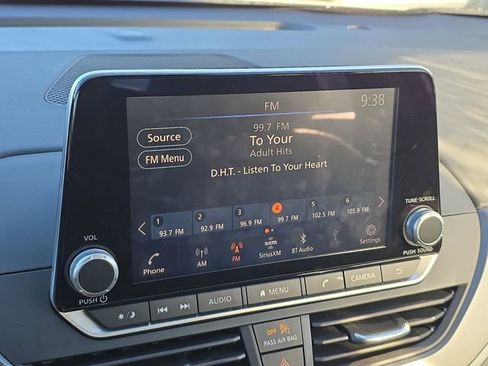 FM
9:38
99.7 FM
Source
To Your
Adult Hits
FM Menu
D.H.T. - Listen To Your Heart
1 2 3 4 5 6
93.7 FM 92.9 FM 96.9 FM 99.7 FM 102.5 FM 105.9 FM
TUNE·SCROLL
VOL
Phone AM FM SiriusXM BT Audio Settings
sxm
PUSH SOUND
PUSH
AUDIO MENU CAMERA
OFF
PASS AIR BAG